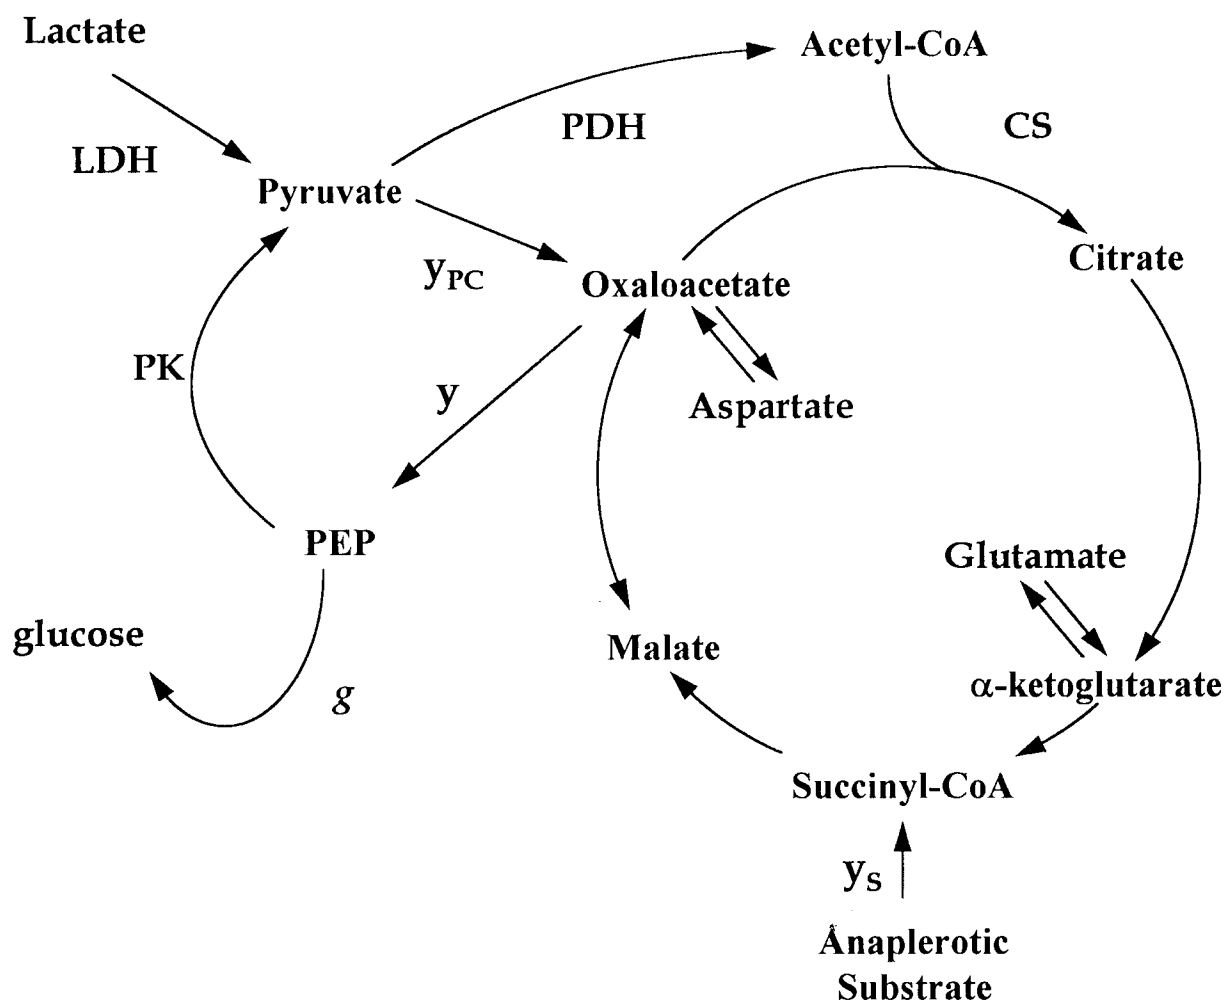 Lactate
Acetyl-CoA
PDH
CS
LDH
Pyruvate
Citrate
yPC
Oxaloacetate
PK
y
Aspartate
PEP
Glutamate
glucose
Malate
α-ketoglutarate
g
Succinyl-CoA
yS
Anaplerotic
Substrate